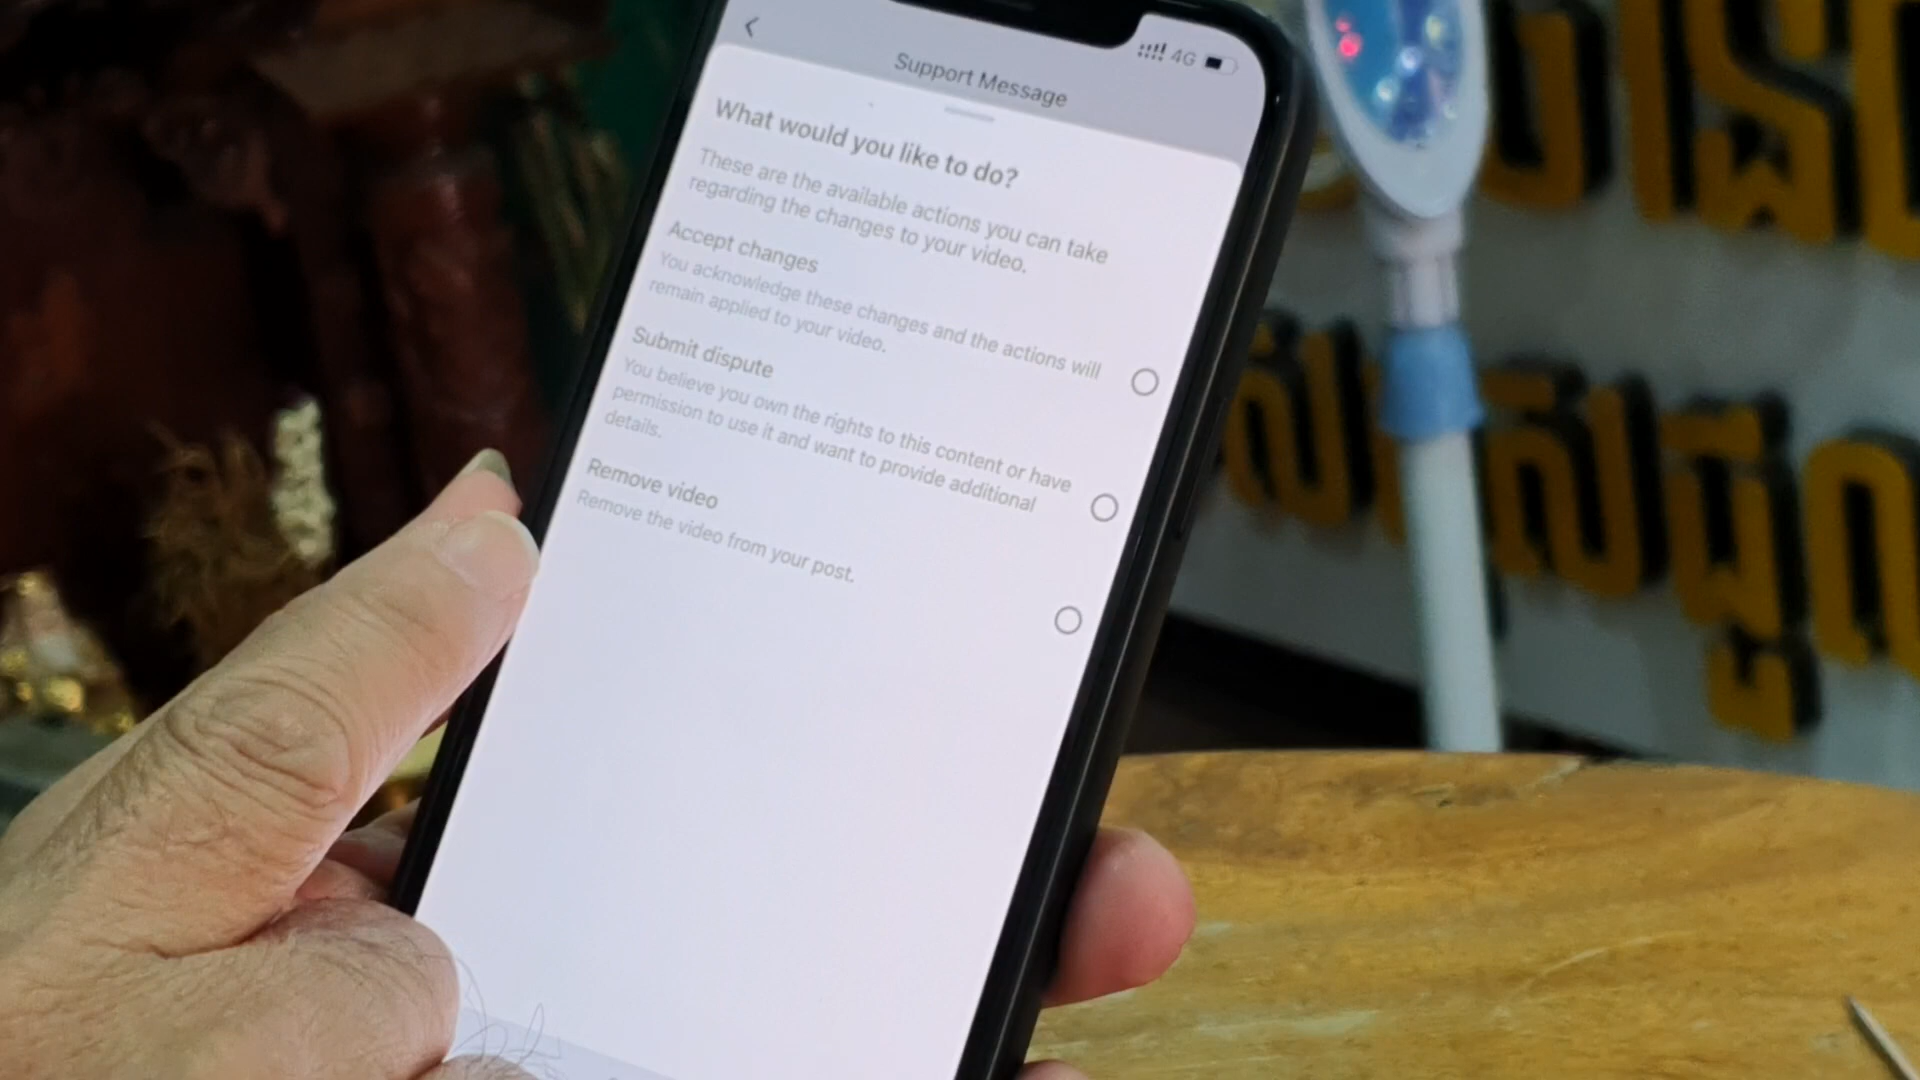 4G
Support Message
What would you like to do?
These are the available actions you can take
regarding the changes to your video.
Accept changes
You acknowledge these changes and the actions will
remain applied to your video.
Submit dispute
You believe you own the rights to this content or have
permission to use it and want to provide additional
details.
Remove video
Remove the video from your post.